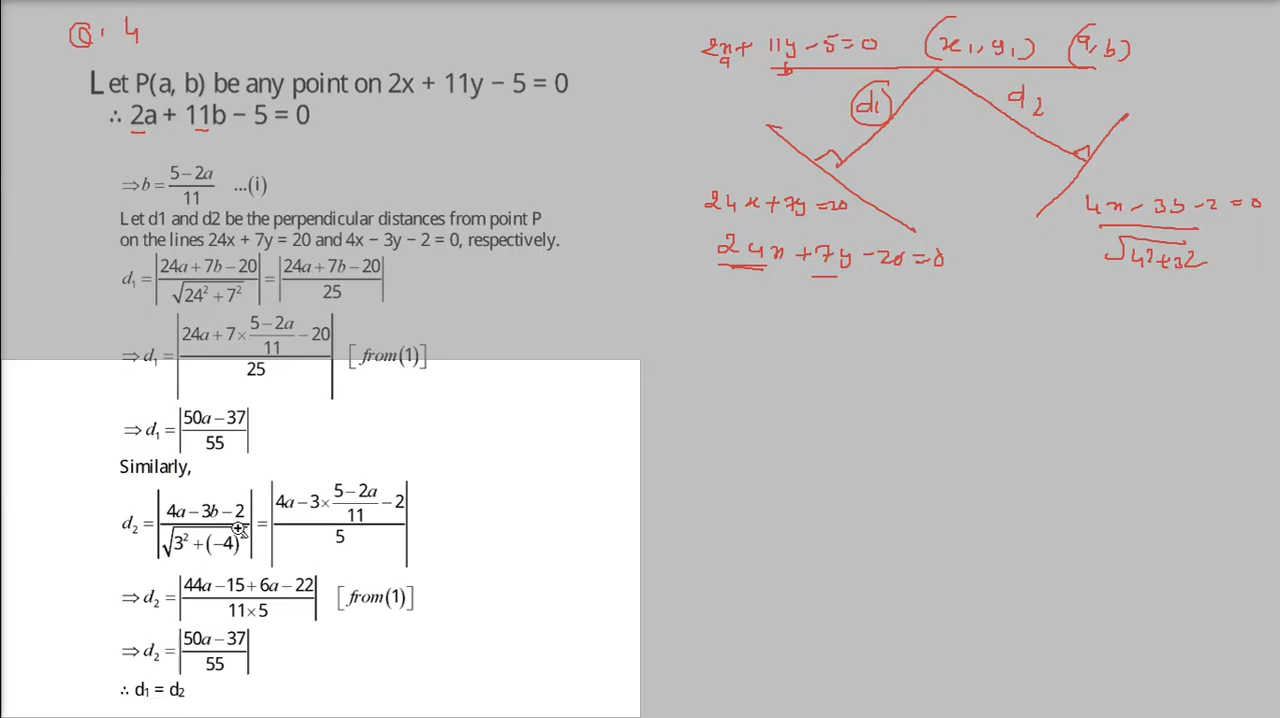 Q. 4
Let P(a, b) be any point on 2x + 11y − 5 = 0
∴ 2a + 11b − 5 = 0
⇒ b = (5 − 2a)/11 ...(i)
Let d1 and d2 be the perpendicular distances from point P
on the lines 24x + 7y = 20 and 4x − 3y − 2 = 0, respectively.
d₁ = |(24a + 7b − 20)/√(24² + 7²)| = |(24a + 7b − 20)/25|
⇒ d₁ = |(24a + 7 × (5 − 2a)/11 − 20)/25| [from(1)]
⇒ d₁ = |(50a − 37)/55|
Similarly,
d₂ = |(4a − 3b − 2)/√(3² + (−4)²)| = |(4a − 3 × (5 − 2a)/11 − 2)/5|
⇒ d₂ = |(44a − 15 + 6a − 22)/(11 × 5)| [from(1)]
⇒ d₂ = |(50a − 37)/55|
∴ d₁ = d₂
2x + 11y − 5 = 0 (x₁, y₁) (a, b)
a b
d₁ d₂
24x + 7y = 20
24x + 7y − 20 = 0
4x − 3y − 2 = 0
√4² + 3²